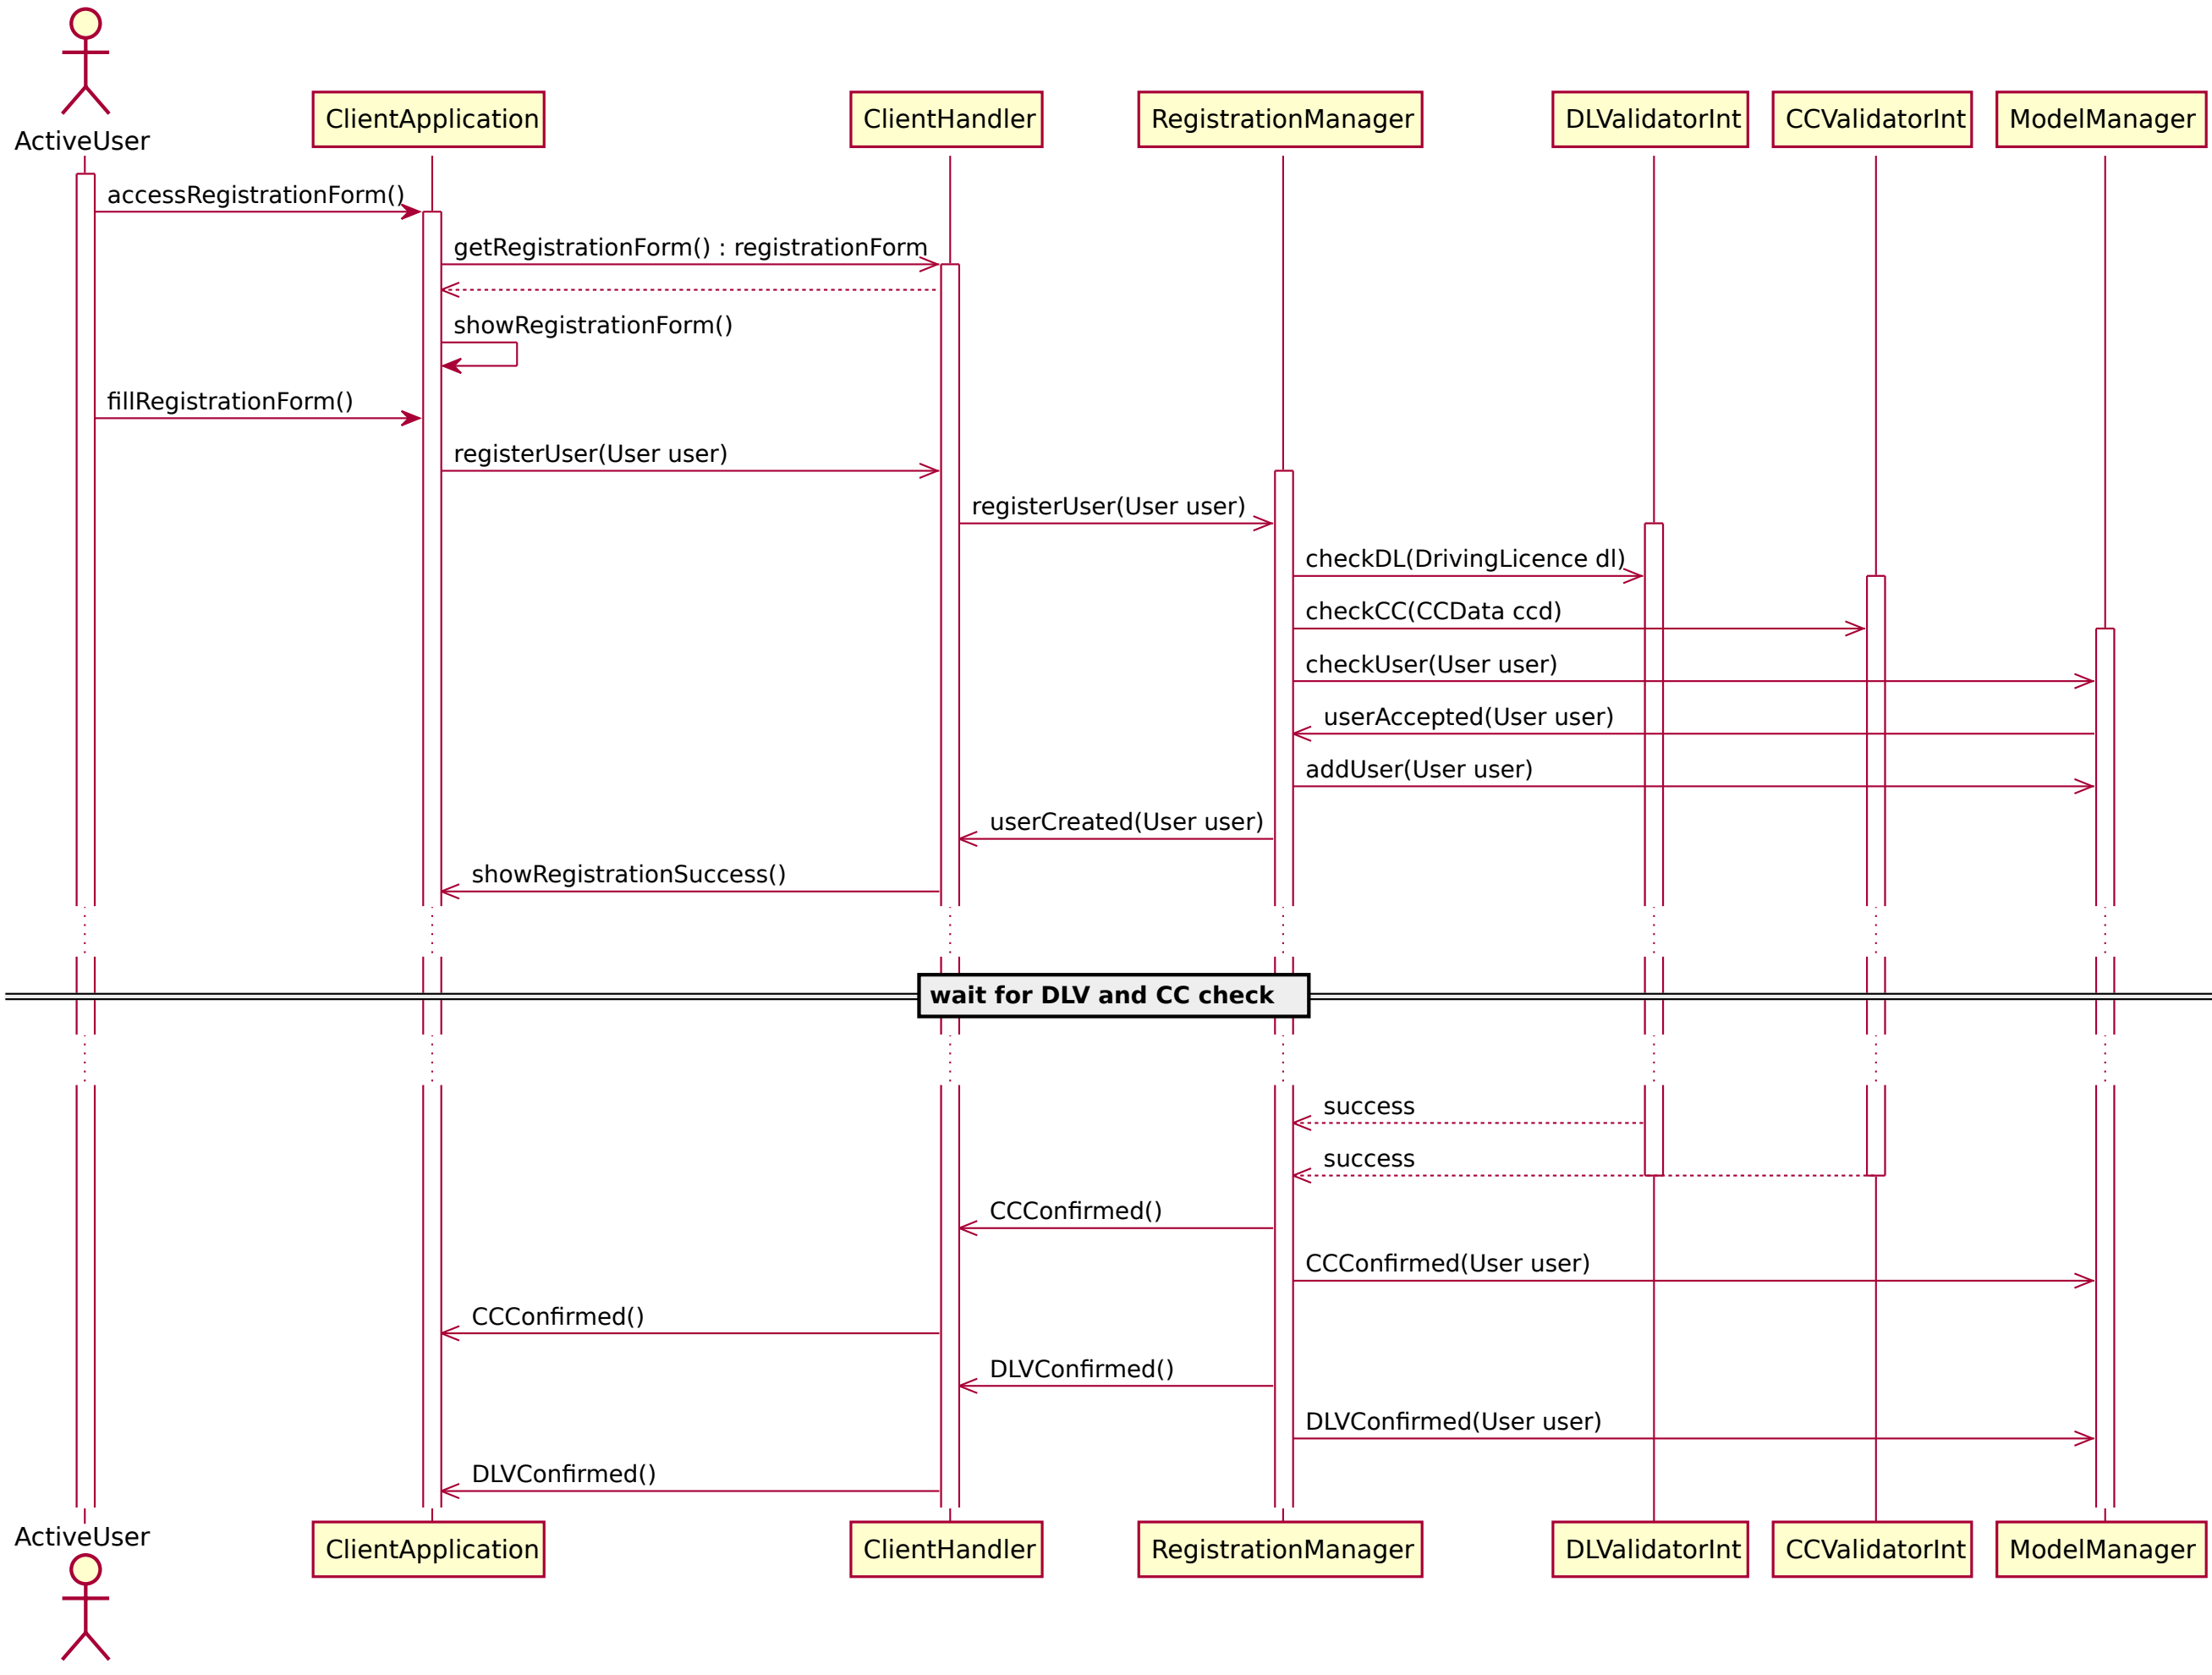 ActiveUser
ClientApplication
ClientHandler
RegistrationManager
DLValidatorInt
CCValidatorInt
ModelManager
accessRegistrationForm()
getRegistrationForm() : registrationForm
showRegistrationForm()
fillRegistrationForm()
registerUser(User user)
registerUser(User user)
checkDL(DrivingLicence dl)
checkCC(CCData ccd)
checkUser(User user)
userAccepted(User user)
addUser(User user)
userCreated(User user)
showRegistrationSuccess()
wait for DLV and CC check
success
success
CCConfirmed()
CCConfirmed(User user)
CCConfirmed()
DLVConfirmed()
DLVConfirmed(User user)
DLVConfirmed()
ActiveUser
ClientApplication
ClientHandler
RegistrationManager
DLValidatorInt
CCValidatorInt
ModelManager